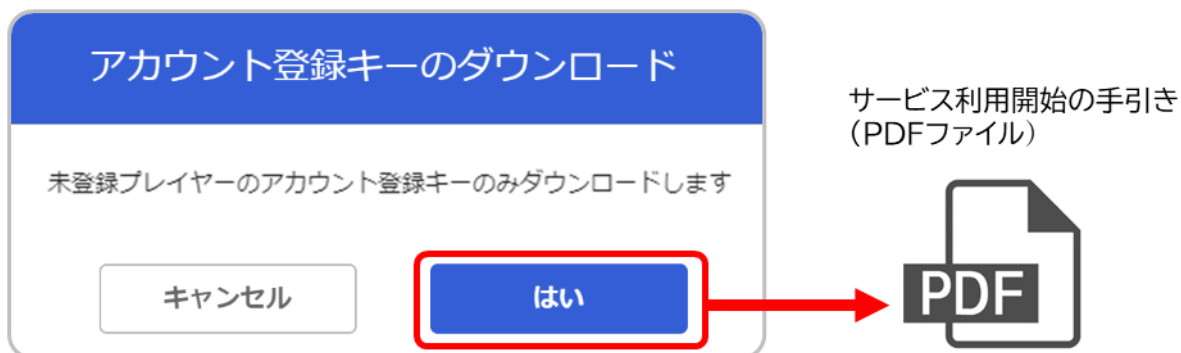 アカウント登録キーのダウンロード
未登録プレイヤーのアカウント登録キーのみダウンロードします
キャンセル
はい
サービス利用開始の手引き
（PDFファイル）
PDF